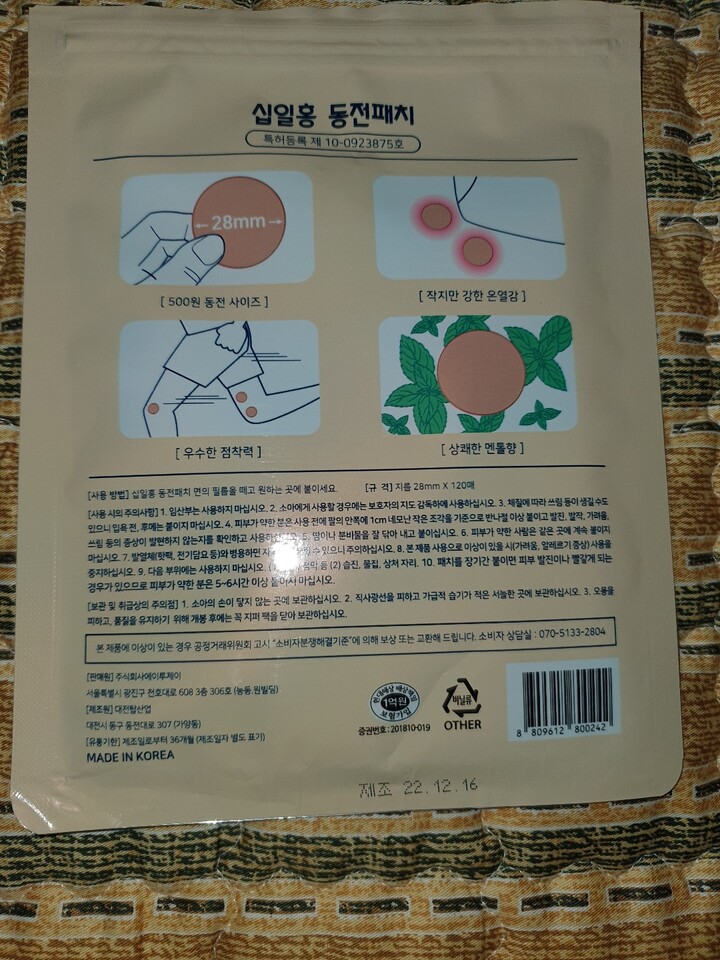 십일홍 동전패치
특허등록 제 10-0923875호
28mm
[ 500원 동전 사이즈 ]
[ 작지만 강한 온열감 ]
[ 우수한 점착력 ]
[ 상쾌한 멘톨향 ]
[사용 방법] 십일홍 동전패치 면의 필름을 떼고 원하는 곳에 붙이세요. [규 격] 지름 28mm X 120매
[사용 시의 주의사항] 1. 임산부는 사용하지 마십시오. 2. 소아에게 사용할 경우에는 보호자의 지도 감독하에 사용하십시오. 3. 체질에 따라 쓰림 등이 생길 수도
있으니 입욕 전, 후에는 붙이지 마십시오. 4. 피부가 약한 분은 사용 전에 팔의 안쪽에 1cm 네모난 작은 조각을 기준으로 반나절 이상 붙이고 발진, 발작, 가려움,
쓰림 등의 증상이 발현하지 않는지를 확인하고 사용하십시오. 5. 땀이나 분비물을 잘 닦아 내고 붙이십시오. 6. 피부가 약한 사람은 같은 곳에 계속 붙이지
마십시오. 7. 발열체(핫팩, 전기담요 등)와 병용하면 있으니 주의하십시오. 8. 본 제품 사용으로 이상이 있을 시(가려움, 알레르기 증상) 사용을
중지하십시오. 9. 다음 부위에는 사용하지 마십시오. 등 (2) 습진, 물집, 상처 자리. 10. 패치를 장기간 붙이면 피부 발진이나 빨갛게 되는
경우가 있으므로 피부가 약한 분은 5~6시간 이상 붙이지 마십시오.
[보관 및 취급상의 주의점] 1. 소아의 손이 닿지 않는 곳에 보관하십시오. 2. 직사광선을 피하고 가급적 습기가 적은 서늘한 곳에 보관하십시오. 3. 오용을
피하고, 품질을 유지하기 위해 개봉 후에는 꼭 지퍼 팩을 닫아 보관하십시오.
본 제품에 이상이 있는 경우 공정거래위원회 고시 "소비자분쟁해결기준"에 의해 보상 또는 교환해 드립니다. 소비자 상담실 : 070-5133-2804
[판매원] 주식회사에이투제이
서울특별시 광진구 천호대로 608 3층 306호 (능동, 원빌딩)
[제조원] 대전탑산업
대전시 동구 동전대로 307 (가양동)
[유통기한] 제조일로부터 36개월 (제조일자 별도 표기)
MADE IN KOREA
현대해상 배상책임
1억원
보험가입
증권번호 : 201810-019
비닐류
OTHER
8 809612 800242
제조 22.12.16